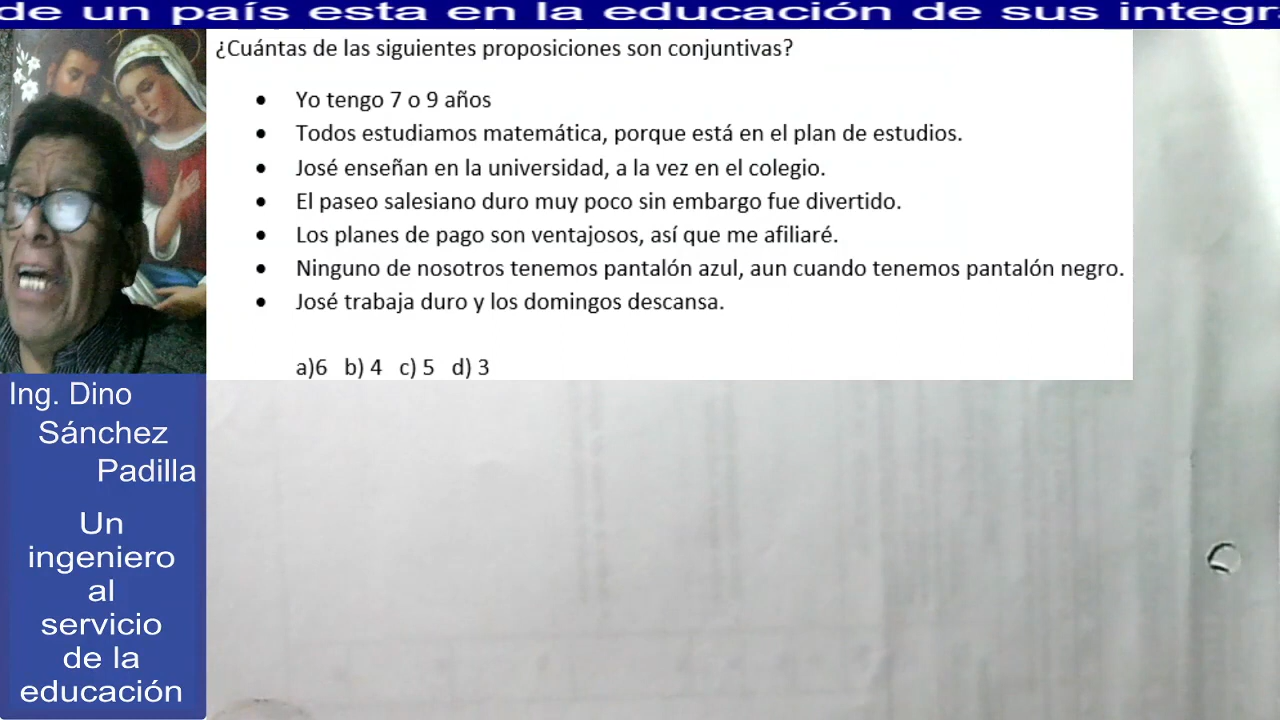 de un país esta en la educación de sus integr
¿Cuántas de las siguientes proposiciones son conjuntivas?
• Yo tengo 7 o 9 años
• Todos estudiamos matemática, porque está en el plan de estudios.
• José enseñan en la universidad, a la vez en el colegio.
• El paseo salesiano duro muy poco sin embargo fue divertido.
• Los planes de pago son ventajosos, así que me afiliaré.
• Ninguno de nosotros tenemos pantalón azul, aun cuando tenemos pantalón negro.
• José trabaja duro y los domingos descansa.
a)6 b) 4 c) 5 d) 3
Ing. Dino
Sánchez
Padilla
Un
ingeniero
al
servicio
de la
educación